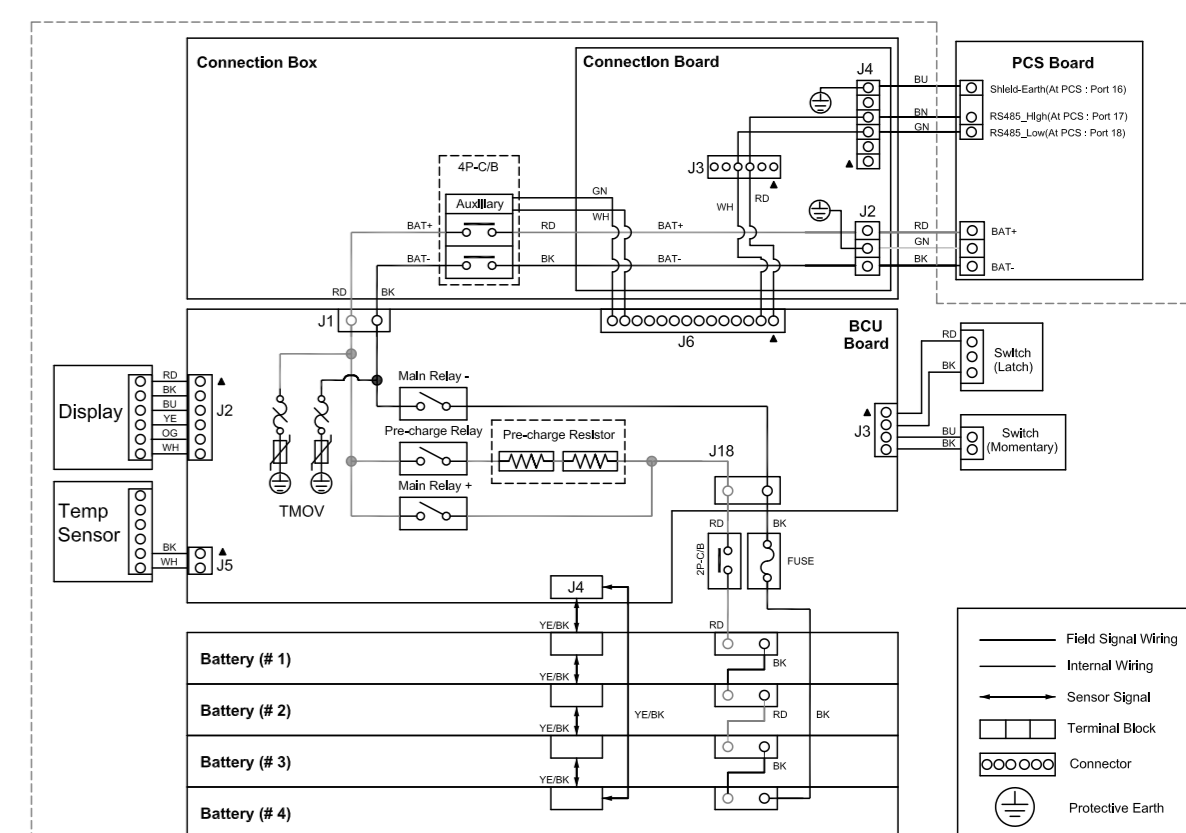 Connection Box
Connection Board
PCS Board
J4
BU
Shield-Earth(At PCS : Port 16)
BN
RS485_High(At PCS : Port 17)
GN
RS485_Low(At PCS : Port 18)
4P-C/B
J3
Auxiliary
GN
WH
RD
WH
J2
BAT+
RD
BAT+
RD
BAT+
GN
BAT-
BK
BAT-
BK
BAT-
RD
BK
J1
J6
BCU
Board
RD
Switch
(Latch)
BK
Main Relay -
Display
RD
BK
BU
YE
OG
WH
J2
Pre-charge Relay
Pre-charge Resistor
J3
BU
BK
Switch
(Momentary)
J18
Main Relay +
TMOV
Temp
Sensor
BK
WH
J5
RD
BK
2P-C/B
FUSE
J4
YE/BK
RD
Battery (# 1)
BK
YE/BK
Battery (# 2)
YE/BK
RD
BK
YE/BK
Battery (# 3)
BK
YE/BK
Battery (# 4)
Field Signal Wiring
Internal Wiring
Sensor Signal
Terminal Block
Connector
Protective Earth